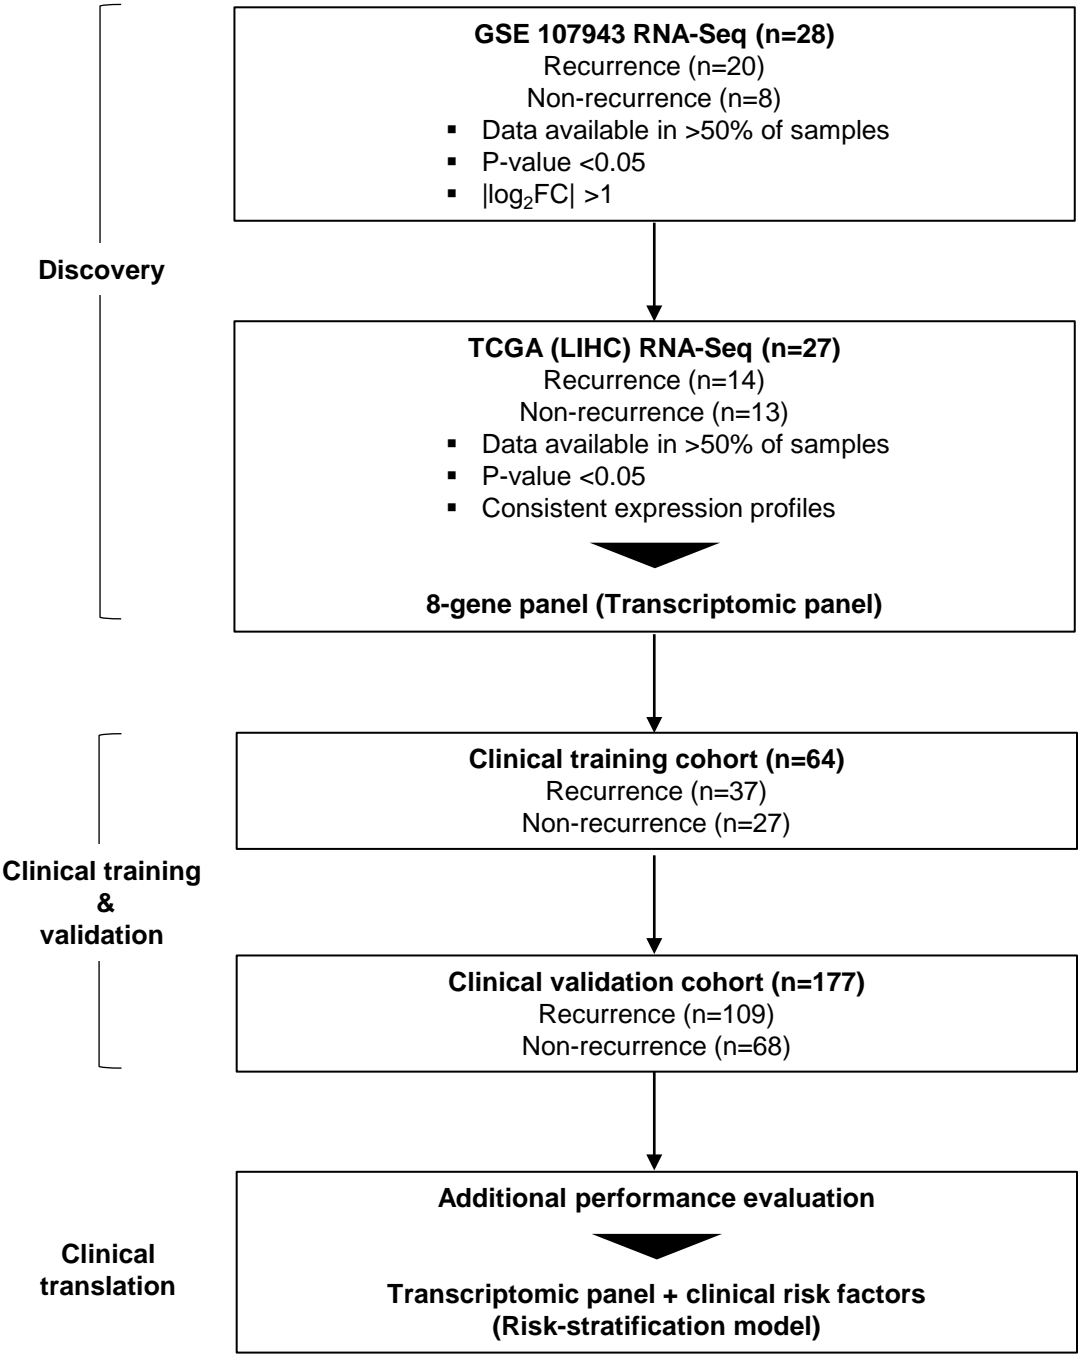 GSE 107943 RNA-Seq (n=28)
Recurrence (n=20)
Non-recurrence (n=8)
▪ Data available in >50% of samples
▪ P-value <0.05
▪ |log₂FC| >1
Discovery
TCGA (LIHC) RNA-Seq (n=27)
Recurrence (n=14)
Non-recurrence (n=13)
▪ Data available in >50% of samples
▪ P-value <0.05
▪ Consistent expression profiles
8-gene panel (Transcriptomic panel)
Clinical training cohort (n=64)
Recurrence (n=37)
Non-recurrence (n=27)
Clinical training
&
validation
Clinical validation cohort (n=177)
Recurrence (n=109)
Non-recurrence (n=68)
Additional performance evaluation
Clinical
translation
Transcriptomic panel + clinical risk factors
(Risk-stratification model)